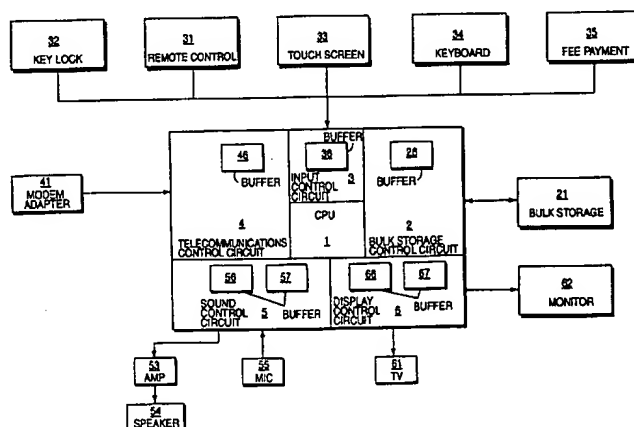 32
KEY LOCK
31
REMOTE CONTROL
33
TOUCH SCREEN
34
KEYBOARD
35
FEE PAYMENT
BUFFER
46
BUFFER
36
INPUT
CONTROL
CIRCUIT
3
26
BUFFER
41
MODEM
ADAPTER
4
TELECOMMUNICATIONS
CONTROL CIRCUIT
CPU
1
2
BULK STORAGE
CONTROL CIRCUIT
21
BULK STORAGE
56
57
SOUND
CONTROL
CIRCUIT
5
BUFFER
66
67
DISPLAY
CONTROL
CIRCUIT
6
BUFFER
62
MONITOR
53
AMP
55
MIC
61
TV
54
SPEAKER